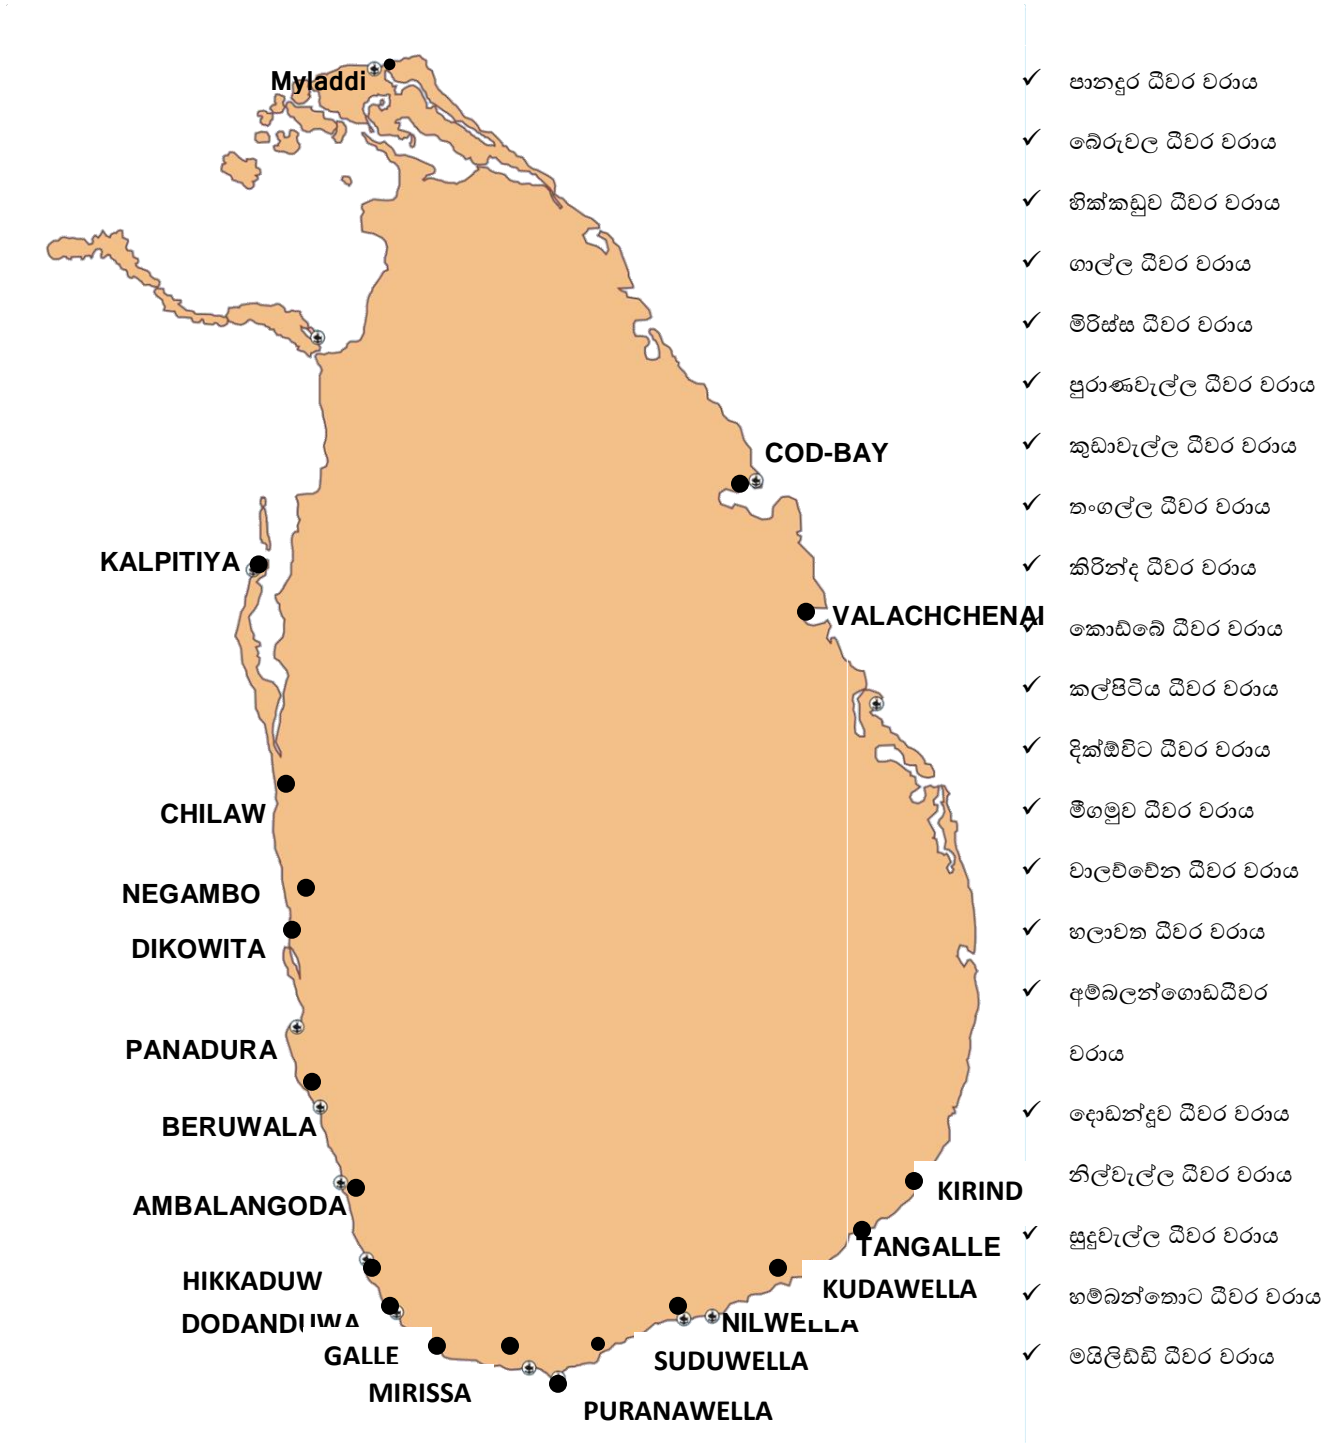 Myladdi
COD-BAY
KALPITIYA
VALACHCHENAI
CHILAW
NEGAMBO
DIKOWITA
PANADURA
BERUWALA
AMBALANGODA
KIRIND
TANGALLE
HIKKADUW
KUDAWELLA
DODANDUWA
NILWELLA
GALLE
SUDUWELLA
MIRISSA
PURANAWELLA
✓ පානදුර ධීවර වරාය
✓ බේරුවල ධීවර වරාය
✓ හික්කඩුව ධීවර වරාය
✓ ගාල්ල ධීවර වරාය
✓ මිරිස්ස ධීවර වරාය
✓ පුරාණවැල්ල ධීවර වරාය
✓ කුඩාවැල්ල ධීවර වරාය
✓ තංගල්ල ධීවර වරාය
✓ කිරින්ද ධීවර වරාය
✓ කොඩ්බේ ධීවර වරාය
✓ කල්පිටිය ධීවර වරාය
✓ දික්ඕවිට ධීවර වරාය
✓ මීගමුව ධීවර වරාය
✓ වාලච්චේන ධීවර වරාය
✓ හලාවත ධීවර වරාය
✓ අම්බලන්ගොඩධීවර
වරාය
✓ දොඩන්දූව ධීවර වරාය
නිල්වැල්ල ධීවර වරාය
✓ සුදුවැල්ල ධීවර වරාය
✓ හම්බන්තොට ධීවර වරාය
✓ මයිලිඩ්ඩි ධීවර වරාය